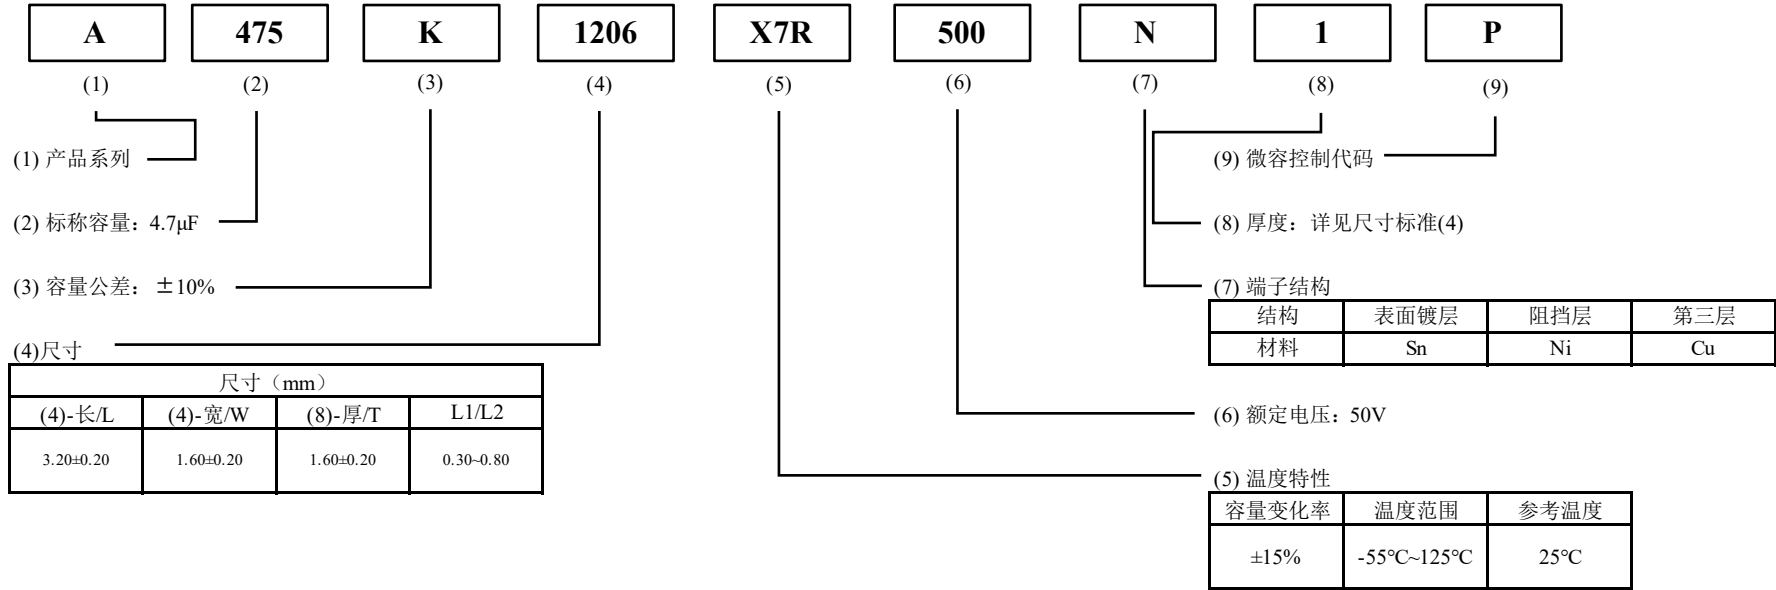 A 475 K 1206 X7R 500 N 1 P
(1) (2) (3) (4) (5) (6) (7) (8) (9)
(1) 产品系列
(2) 标称容量：4.7μF
(3) 容量公差： ±10%
(4)尺寸
尺寸（mm）
(4)-长/L (4)-宽/W (8)-厚/T L1/L2
3.20±0.20 1.60±0.20 1.60±0.20 0.30~0.80
(9) 微容控制代码
(8) 厚度：详见尺寸标准(4)
(7) 端子结构
结构 表面镀层 阻挡层 第三层
材料 Sn Ni Cu
(6) 额定电压：50V
(5) 温度特性
容量变化率 温度范围 参考温度
±15% -55℃~125℃ 25℃